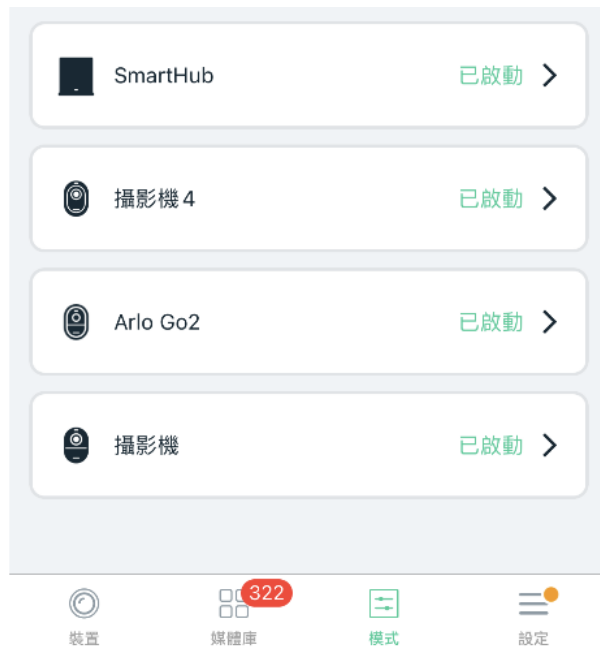 SmartHub 已啟動
攝影機 4 已啟動
Arlo Go2 已啟動
攝影機 已啟動
322
裝置 媒體庫 模式 設定